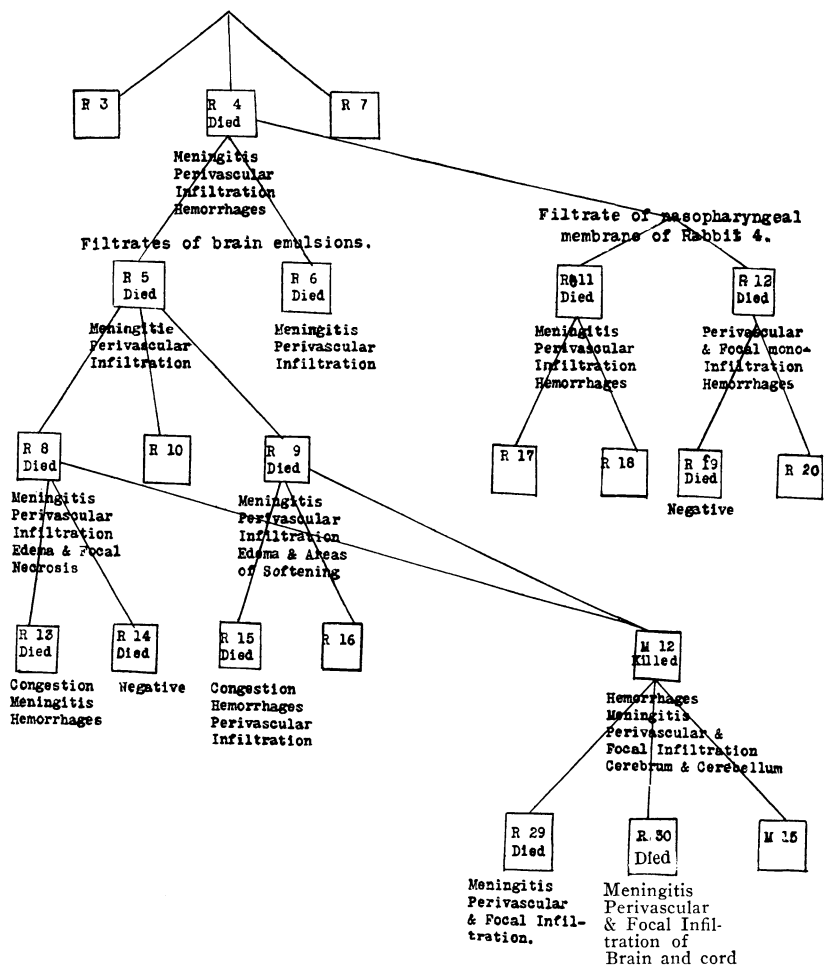 R 3
R 4
Died
R 7
Meningitis
Perivascular
Infiltration
Hemorrhages
Filtrates of brain emulsions.
Filtrate of nasopharyngeal
membrane of Rabbit 4.
R 5
Died
R 6
Died
R 11
Died
R 12
Died
Meningitie
Perivascular
Infiltration
Meningitis
Perivascular
Infiltration
Meningitis
Perivascular
Infiltration
Hemorrhages
Perivascular
& Focal mono-
Infiltration
Hemorrhages
R 8
Died
R 10
R 9
Died
R 17
R 18
R 19
Died
R 20
Negative
Meningitis
Perivascular
Infiltration
Edema & Focal
Necrosis
Meningitis
Perivascular
Infiltration
Edema & Areas
of Softening
R 13
Died
R 14
Died
R 15
Died
R 16
M 12
Killed
Congestion
Meningitis
Hemorrhages
Negative
Congestion
Hemorrhages
Perivascular
Infiltration
Hemorrhages
Meningitis
Perivascular &
Focal Infiltration
Cerebrum & Cerebellum
R 29
Died
R 30
Died
M 15
Meningitis
Perivascular
& Focal Infil-
tration.
Meningitis
Perivascular
& Focal Infil-
tration of
Brain and cord